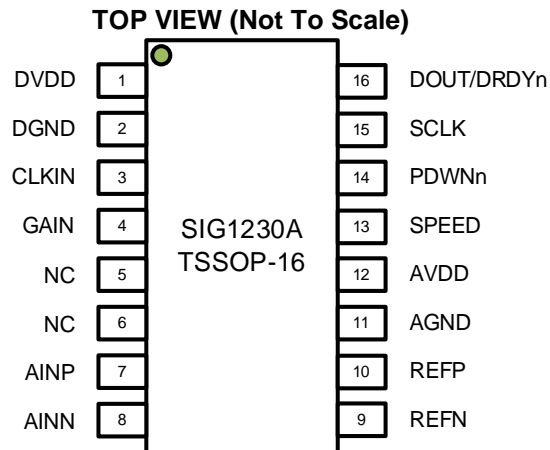 TOP VIEW (Not To Scale)
DVDD 1 16 DOUT/DRDYn
DGND 2 15 SCLK
CLKIN 3 14 PDWNn
GAIN 4 13 SPEED
SIG1230A
TSSOP-16
NC 5 12 AVDD
NC 6 11 AGND
AINP 7 10 REFP
AINN 8 9 REFN